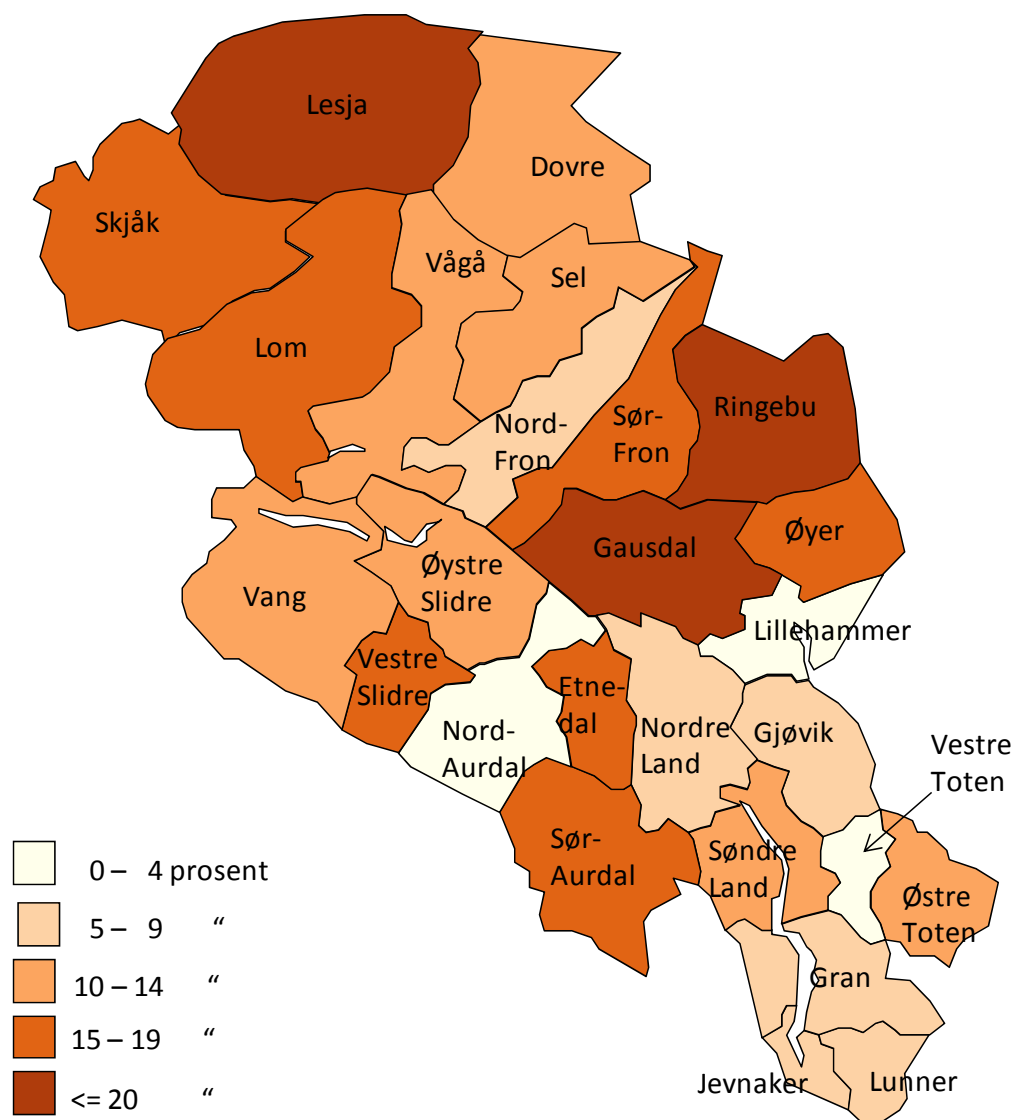 Lesja
Dovre
Skjåk
Vågå
Sel
Lom
Ringebu
Nord-
Fron
Sør-
Fron
Øyer
Gausdal
Øystre
Slidre
Vang
Lillehammer
Vestre
Slidre
Etne-
dal
Nordre
Land
Gjøvik
Nord-
Aurdal
Vestre
Toten
Sør-
Aurdal
Søndre
Land
Østre
Toten
Gran
Jevnaker
Lunner
0 – 4 prosent
5 – 9 “
10 – 14 “
15 – 19 “
<= 20 “